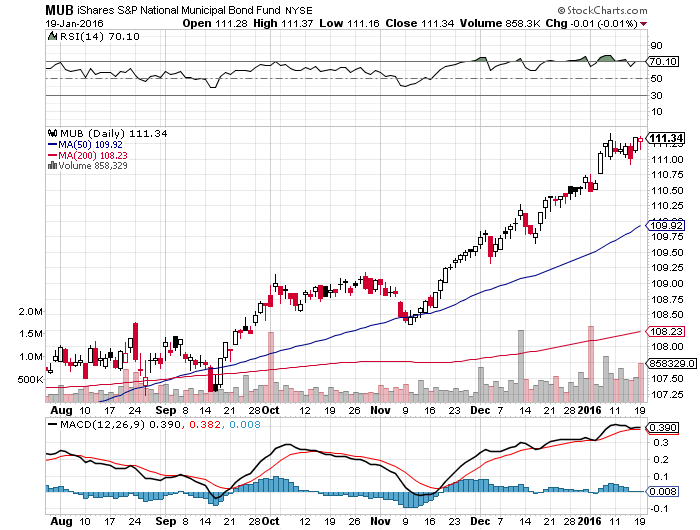 MUB iShares S&P National Municipal Bond Fund NYSE
© StockCharts.com
19-Jan-2016
Open 111.28 High 111.37 Low 111.16 Close 111.34 Volume 858.3K Chg -0.01 (-0.01%)
RSI(14) 70.10
90
70.10
50
30
10
MUB (Daily) 111.34
MA(50) 109.92
MA(200) 108.23
Volume 858,329
111.34
111.25
111.00
110.75
110.50
110.25
109.92
109.75
109.50
109.25
109.00
108.75
108.50
108.23
108.00
858329.0
107.50
107.25
2.0M
1.5M
1.0M
500K
Aug 10 17 24 Sep 8 14 21 28 Oct 12 19 26 Nov 9 16 23 Dec 7 14 21 28 2016 11 19
MACD(12,26,9) 0.390, 0.382, 0.008
0.390
0.3
0.2
0.1
0.008
-0.1
Aug 10 17 24 Sep 8 14 21 28 Oct 12 19 26 Nov 9 16 23 Dec 7 14 21 28 2016 11 19